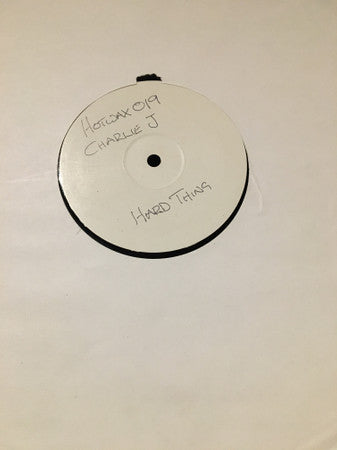 HOTWAX 019
CHARLIE J
HARD THING